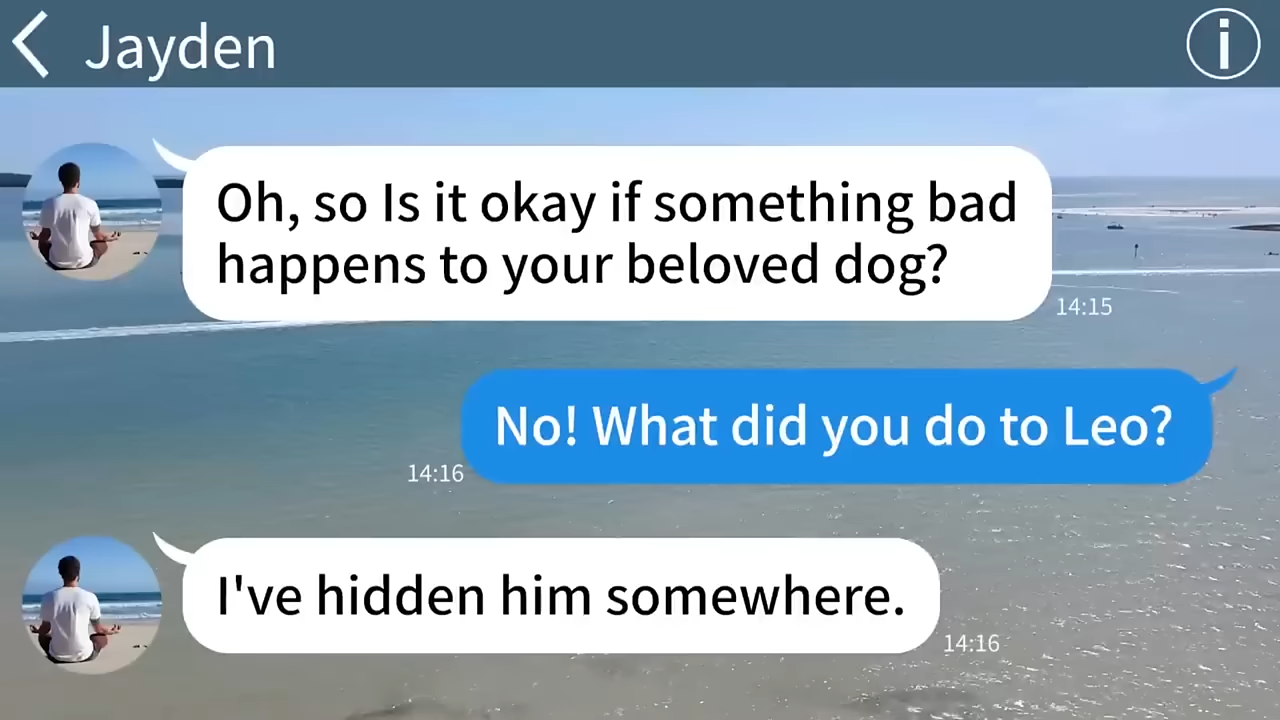 Jayden
i
Oh, so Is it okay if something bad
happens to your beloved dog?
14:15
No! What did you do to Leo?
14:16
I've hidden him somewhere.
14:16